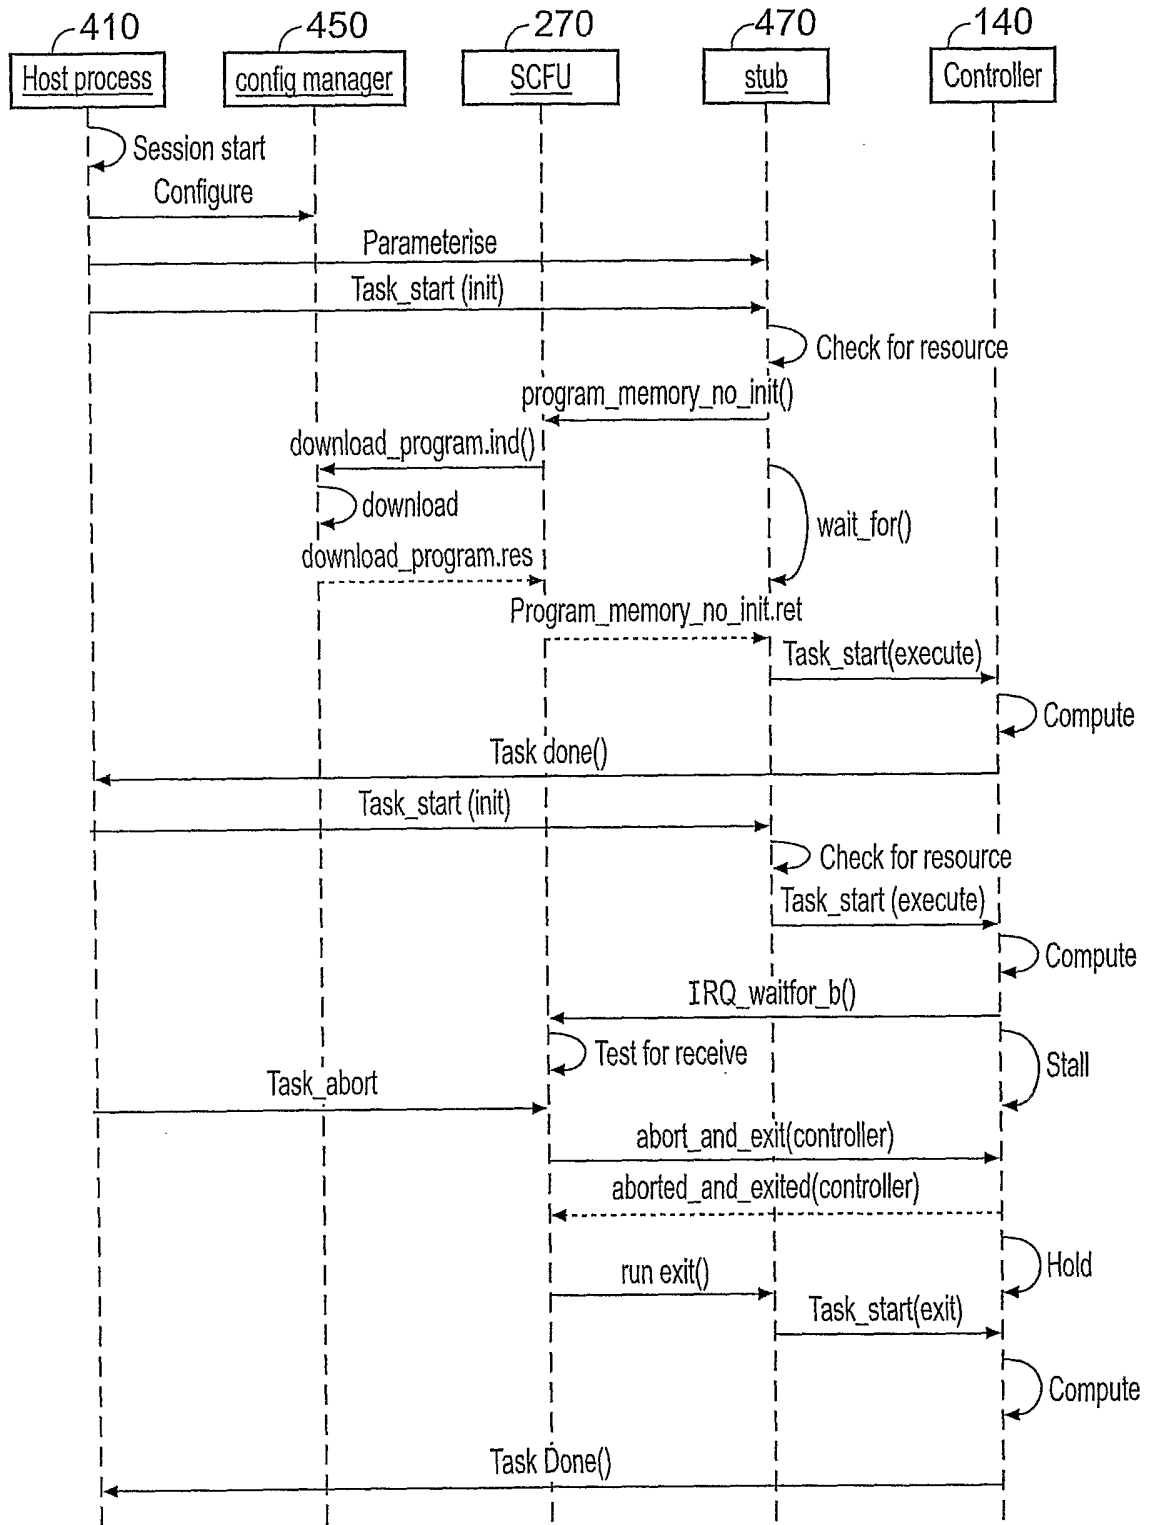 410 450 270 470 140
Host process config manager SCFU stub Controller
Session start
Configure
Parameterise
Task_start (init)
Check for resource
program_memory_no_init()
download_program.ind()
download
wait_for()
download_program.res
Program_memory_no_init.ret
Task_start(execute)
Compute
Task done()
Task_start (init)
Check for resource
Task_start (execute)
Compute
IRQ_waitfor_b()
Test for receive
Stall
Task_abort
abort_and_exit(controller)
aborted_and_exited(controller)
Hold
run exit()
Task_start(exit)
Compute
Task Done()